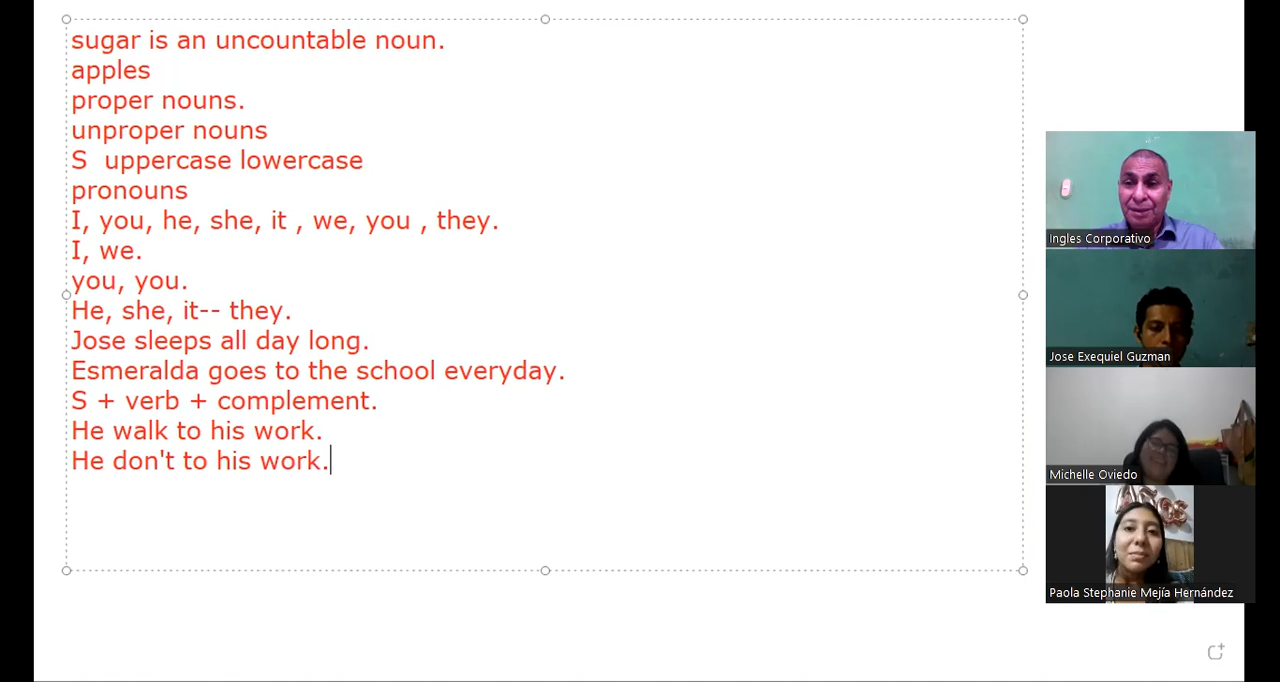 sugar is an uncountable noun.
apples
proper nouns.
unproper nouns
S  uppercase lowercase
pronouns
I, you, he, she, it , we, you , they.
I, we.
you, you.
He, she, it-- they.
Jose sleeps all day long.
Esmeralda goes to the school everyday.
S + verb + complement.
He walk to his work.
He don't to his work.
Ingles Corporativo
Jose Exequiel Guzman
Michelle Oviedo
Paola Stephanie Mejía Hernández